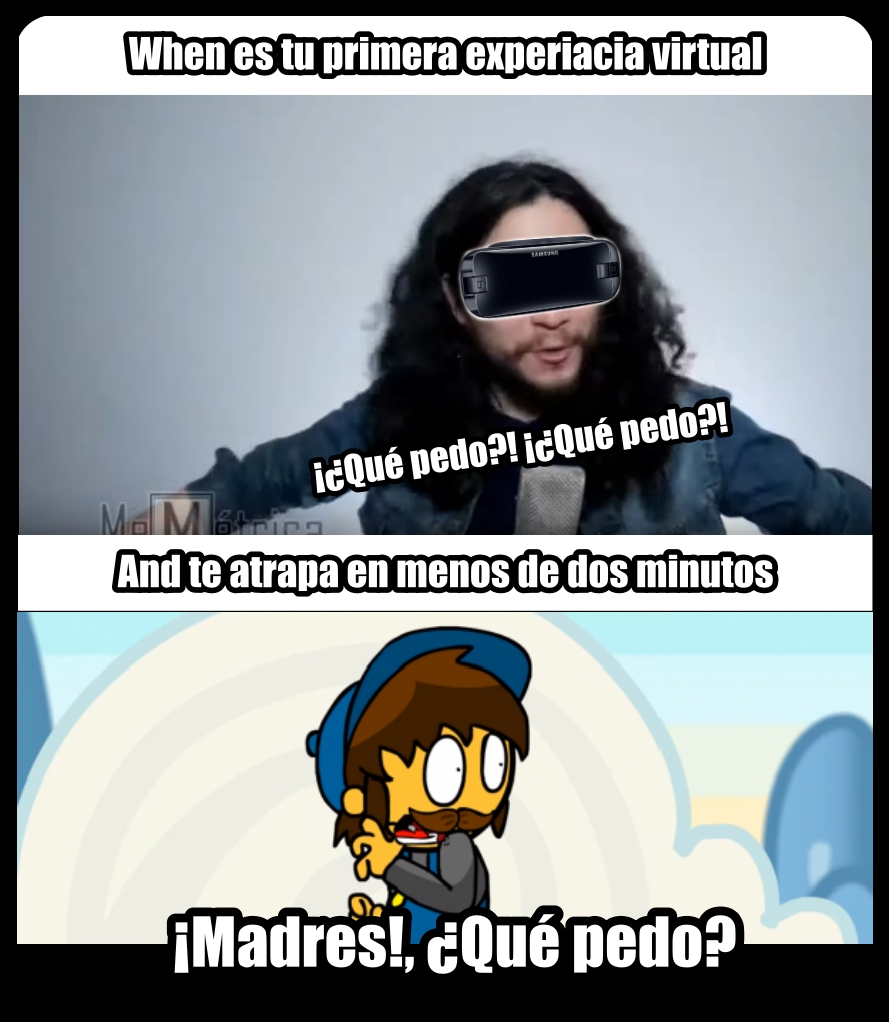 When es tu primera experiacia virtual
SAMSUNG
¡¿Qué pedo?! ¡¿Qué pedo?!
MeMétrica
And te atrapa en menos de dos minutos
¡Madres!, ¿Qué pedo?